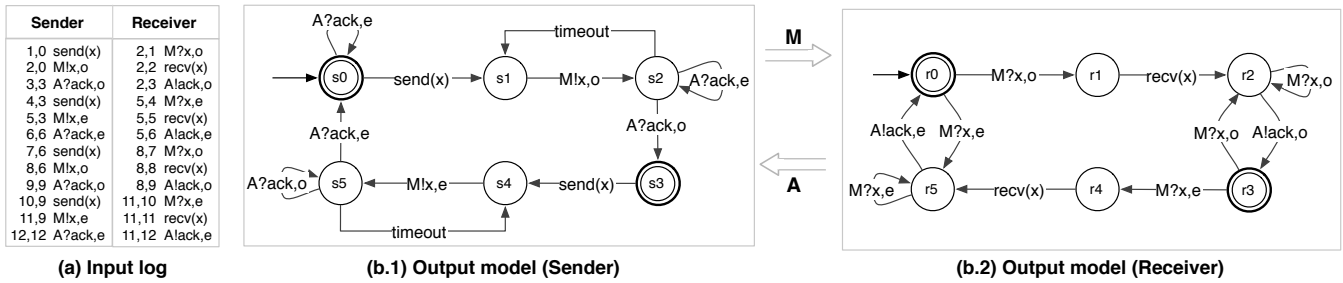 Sender Receiver
1,0 send(x) 2,1 M?x,o
2,0 M!x,o 2,2 recv(x)
3,3 A?ack,o 2,3 A!ack,o
4,3 send(x) 5,4 M?x,e
5,3 M!x,e 5,5 recv(x)
6,6 A?ack,e 5,6 A!ack,e
7,6 send(x) 8,7 M?x,o
8,6 M!x,o 8,8 recv(x)
9,9 A?ack,o 8,9 A!ack,o
10,9 send(x) 11,10 M?x,e
11,9 M!x,e 11,11 recv(x)
12,12 A?ack,e 11,12 A!ack,e
(a) Input log
A?ack,e
timeout
s0 send(x) s1 M!x,o s2 A?ack,e
A?ack,e A?ack,o
A?ack,o s5 M!x,e s4 send(x) s3
timeout
(b.1) Output model (Sender)
M
A
r0 M?x,o r1 recv(x) r2 M?x,o
A!ack,e M?x,e M?x,o A!ack,o
M?x,e r5 recv(x) r4 M?x,e r3
(b.2) Output model (Receiver)